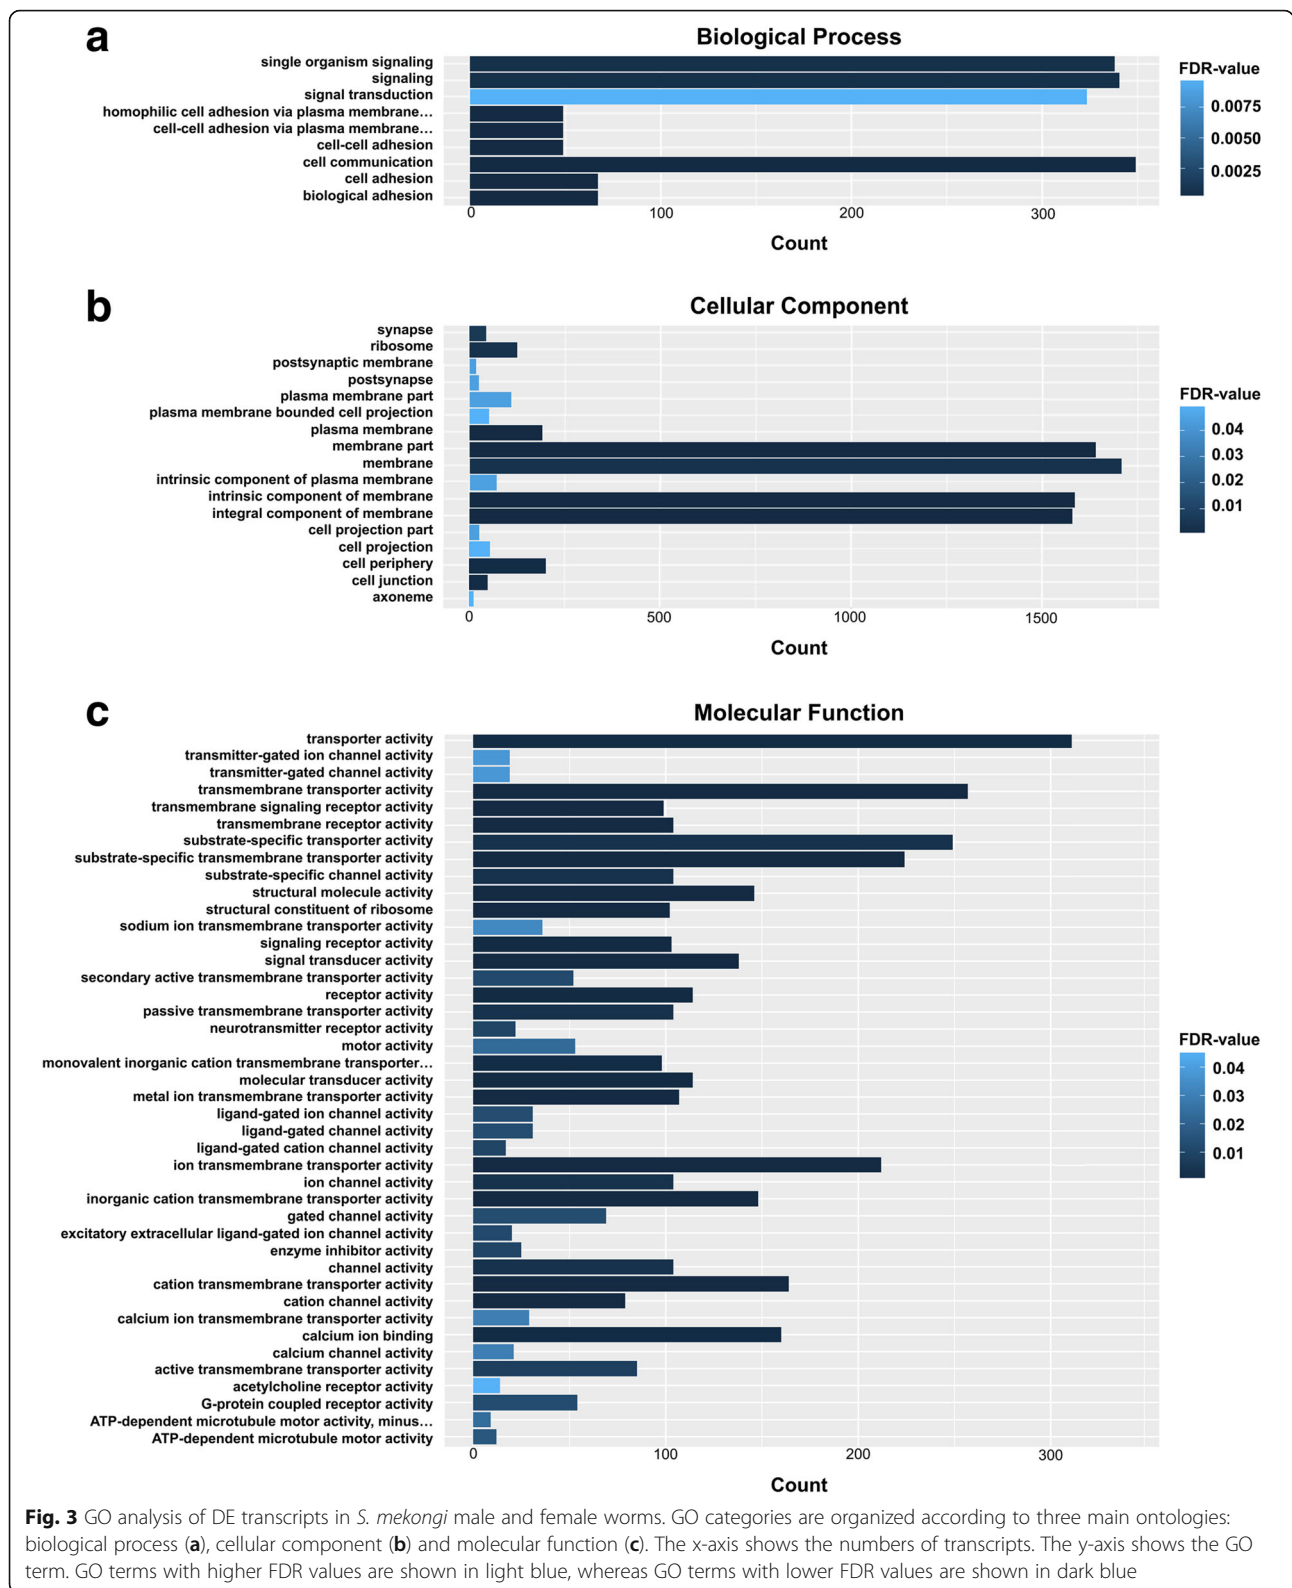 a
Biological Process
single organism signaling
signaling
signal transduction
homophilic cell adhesion via plasma membrane…
cell-cell adhesion via plasma membrane…
cell-cell adhesion
cell communication
cell adhesion
biological adhesion
0 100 200 300
Count
FDR-value
0.0075
0.0050
0.0025
b
Cellular Component
synapse
ribosome
postsynaptic membrane
postsynapse
plasma membrane part
plasma membrane bounded cell projection
plasma membrane
membrane part
membrane
intrinsic component of plasma membrane
intrinsic component of membrane
integral component of membrane
cell projection part
cell projection
cell periphery
cell junction
axoneme
0 500 1000 1500
Count
FDR-value
0.04
0.03
0.02
0.01
c
Molecular Function
transporter activity
transmitter-gated ion channel activity
transmitter-gated channel activity
transmembrane transporter activity
transmembrane signaling receptor activity
transmembrane receptor activity
substrate-specific transporter activity
substrate-specific transmembrane transporter activity
substrate-specific channel activity
structural molecule activity
structural constituent of ribosome
sodium ion transmembrane transporter activity
signaling receptor activity
signal transducer activity
secondary active transmembrane transporter activity
receptor activity
passive transmembrane transporter activity
neurotransmitter receptor activity
motor activity
monovalent inorganic cation transmembrane transporter…
molecular transducer activity
metal ion transmembrane transporter activity
ligand-gated ion channel activity
ligand-gated channel activity
ligand-gated cation channel activity
ion transmembrane transporter activity
ion channel activity
inorganic cation transmembrane transporter activity
gated channel activity
excitatory extracellular ligand-gated ion channel activity
enzyme inhibitor activity
channel activity
cation transmembrane transporter activity
cation channel activity
calcium ion transmembrane transporter activity
calcium ion binding
calcium channel activity
active transmembrane transporter activity
acetylcholine receptor activity
G-protein coupled receptor activity
ATP-dependent microtubule motor activity, minus…
ATP-dependent microtubule motor activity
0 100 200 300
Count
FDR-value
0.04
0.03
0.02
0.01
Fig. 3 GO analysis of DE transcripts in S. mekongi male and female worms. GO categories are organized according to three main ontologies:
biological process (a), cellular component (b) and molecular function (c). The x-axis shows the numbers of transcripts. The y-axis shows the GO
term. GO terms with higher FDR values are shown in light blue, whereas GO terms with lower FDR values are shown in dark blue